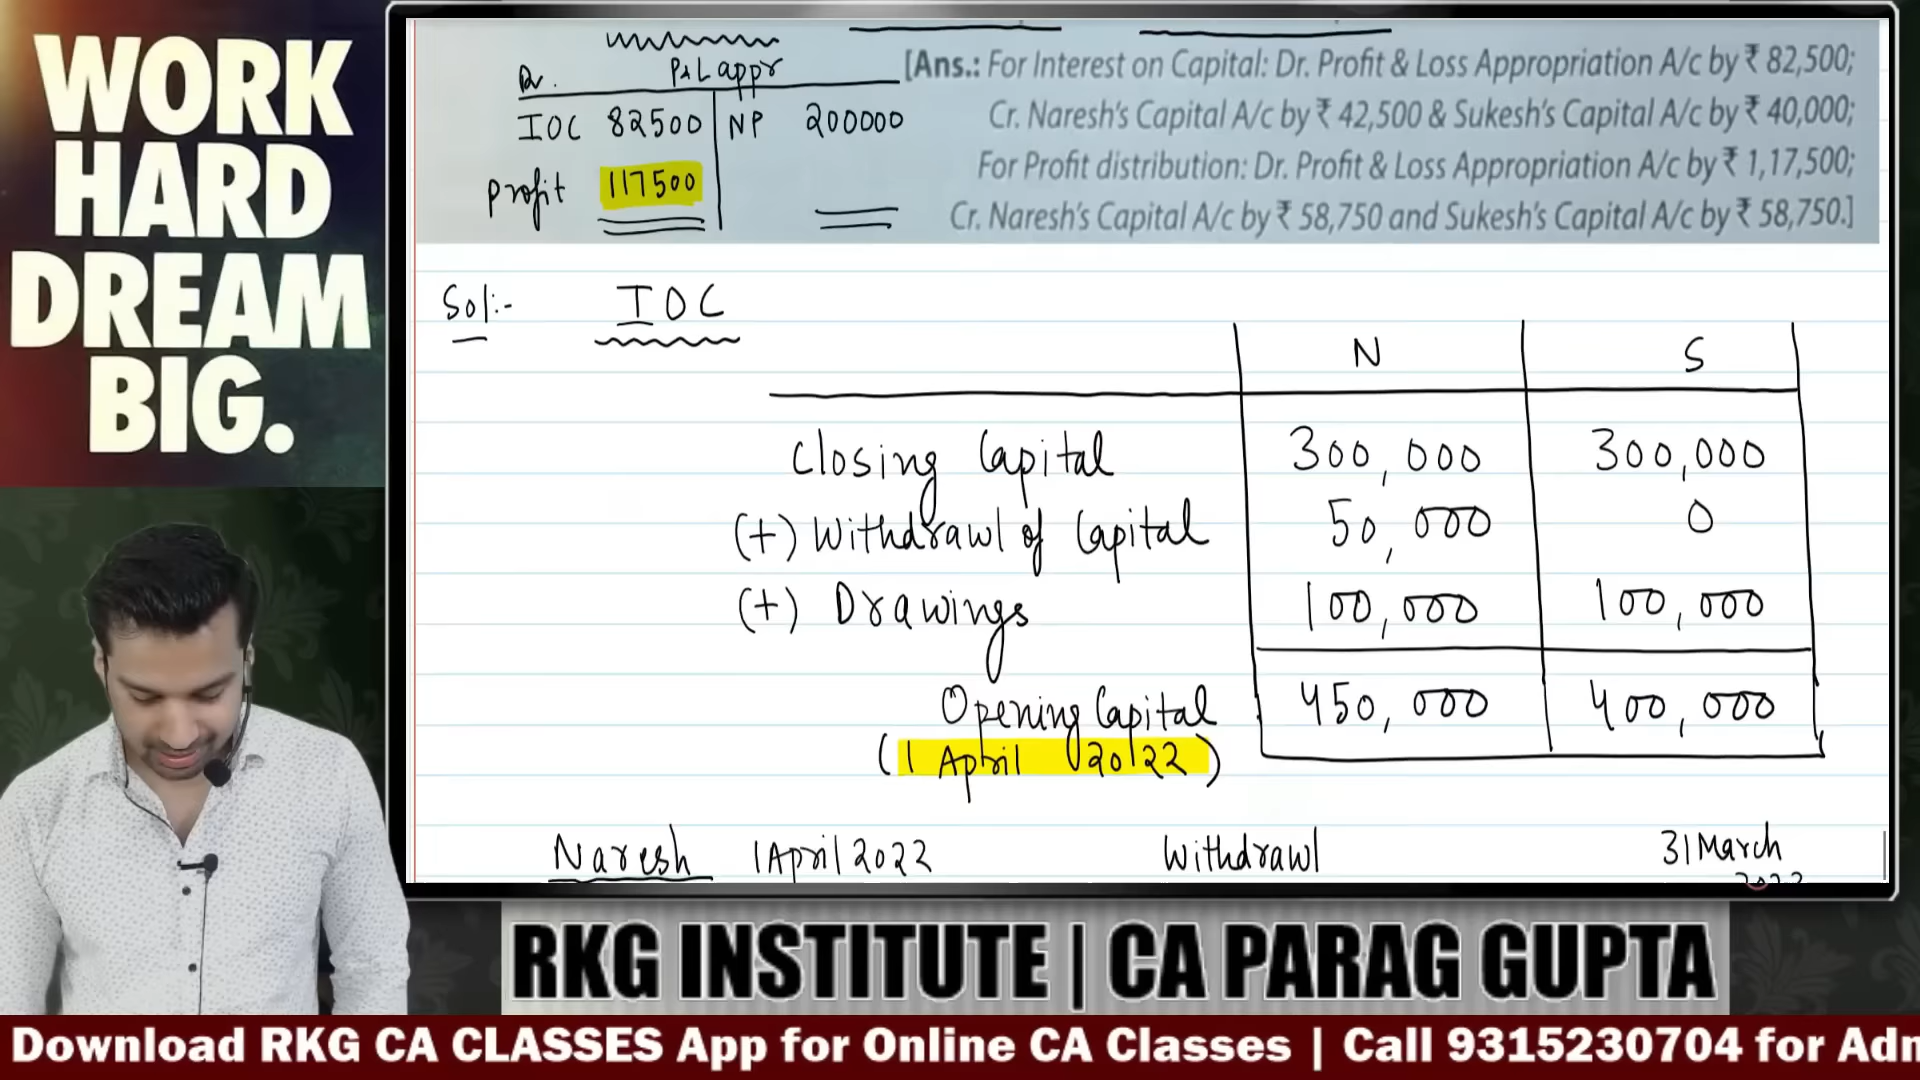 WORK
HARD
DREAM
BIG.
Dr. P&L appr
IOC 82500 NP 200000
Profit 117500
[Ans.: For Interest on Capital: Dr. Profit & Loss Appropriation A/c by ₹ 82,500;
Cr. Naresh's Capital A/c by ₹ 42,500 & Sukesh's Capital A/c by ₹ 40,000;
For Profit distribution: Dr. Profit & Loss Appropriation A/c by ₹ 1,17,500;
Cr. Naresh's Capital A/c by ₹ 58,750 and Sukesh's Capital A/c by ₹ 58,750.]
Sol:- IOC
N S
Closing Capital 300,000 300,000
(+) Withdrawl of Capital 50,000 0
(+) Drawings 100,000 100,000
Opening Capital 450,000 400,000
(1 April 2022)
Naresh 1 April 2022 Withdrawl 31 March
RKG INSTITUTE | CA PARAG GUPTA
Download RKG CA CLASSES App for Online CA Classes | Call 9315230704 for Adn